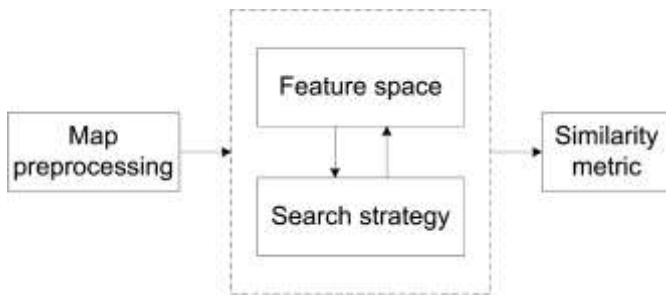 Map
preprocessing
Feature space
Search strategy
Similarity
metric